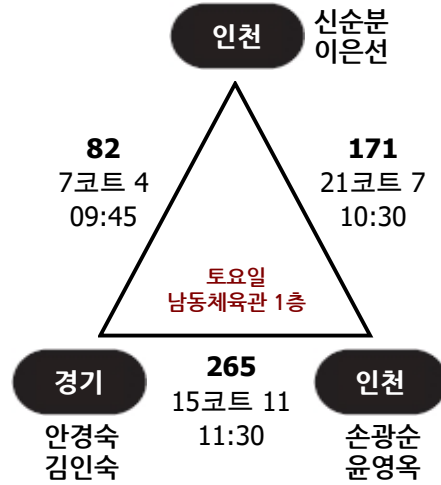 인천
신순분
이은선
82
7코트 4
09:45
171
21코트 7
10:30
토요일
남동체육관 1층
경기
안경숙
김인숙
265
15코트 11
11:30
인천
손광순
윤영옥